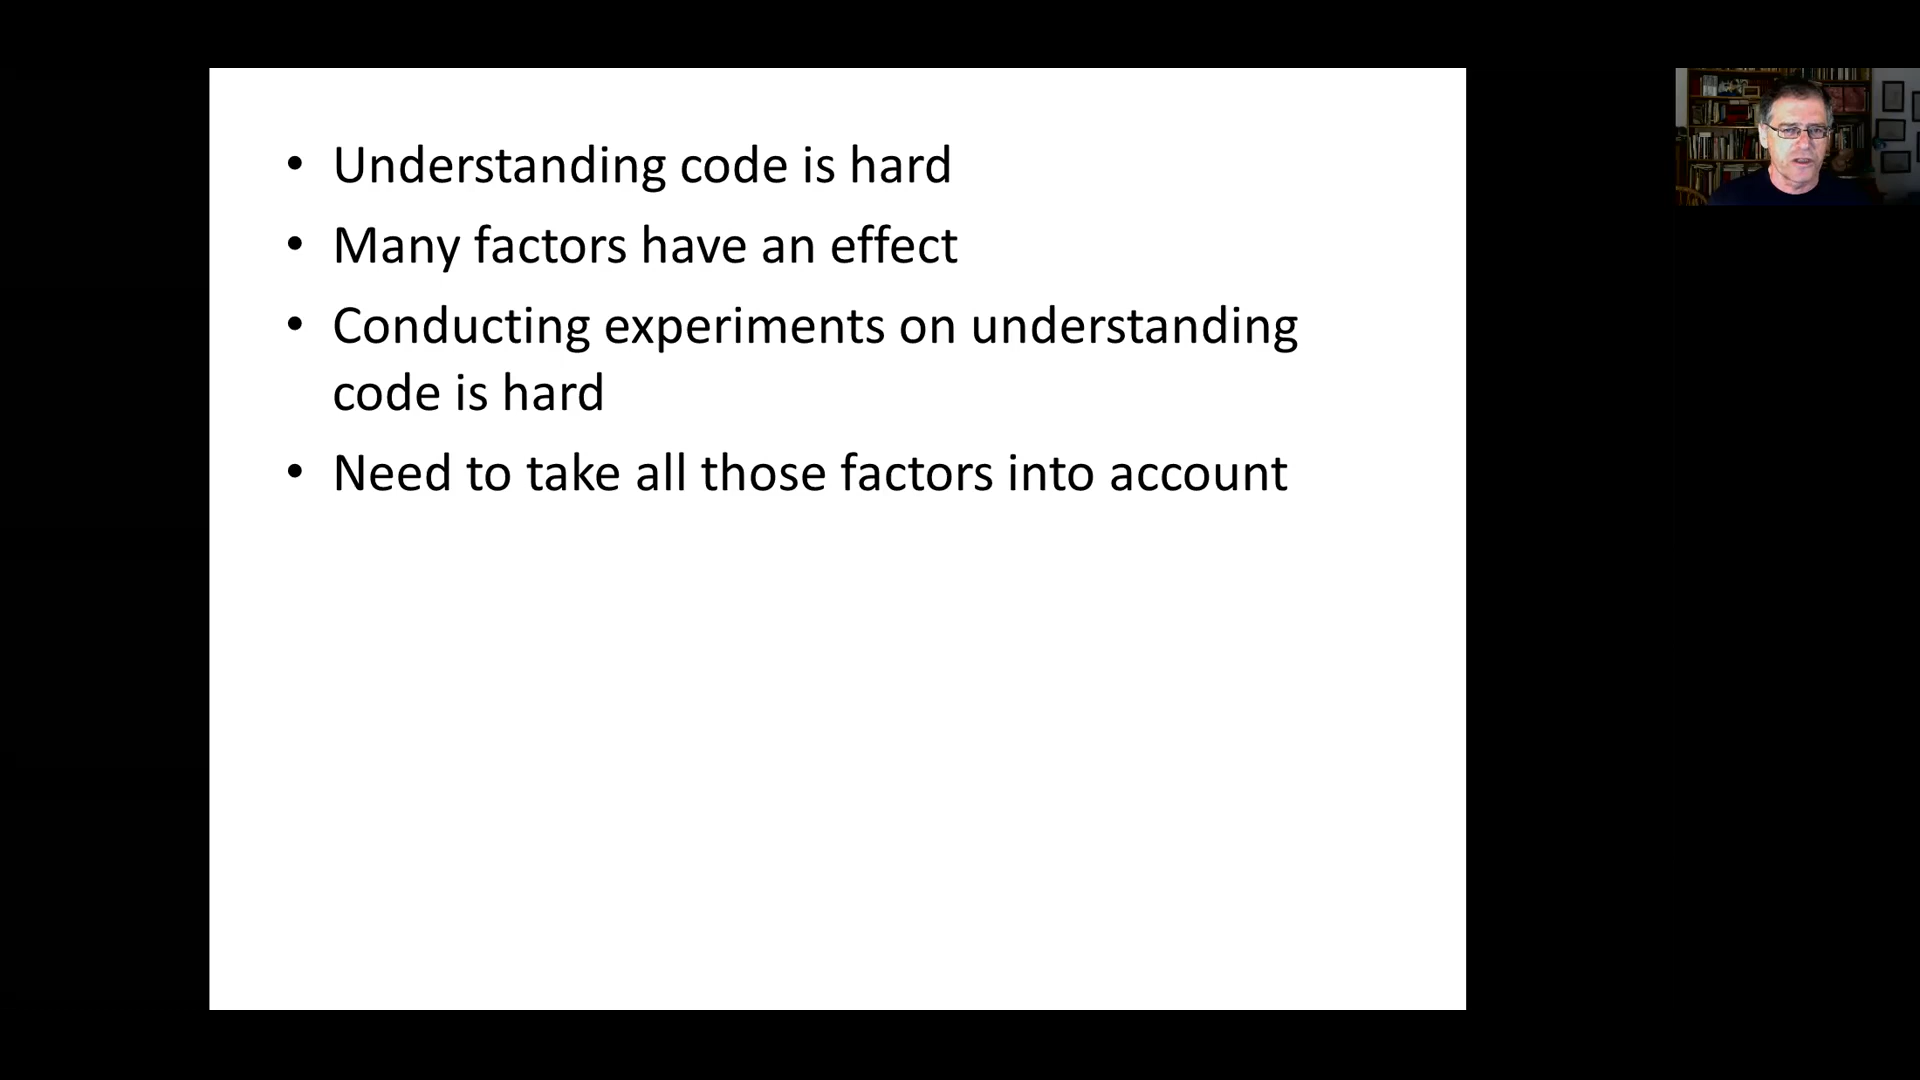 • Understanding code is hard
• Many factors have an effect
• Conducting experiments on understanding
code is hard
• Need to take all those factors into account